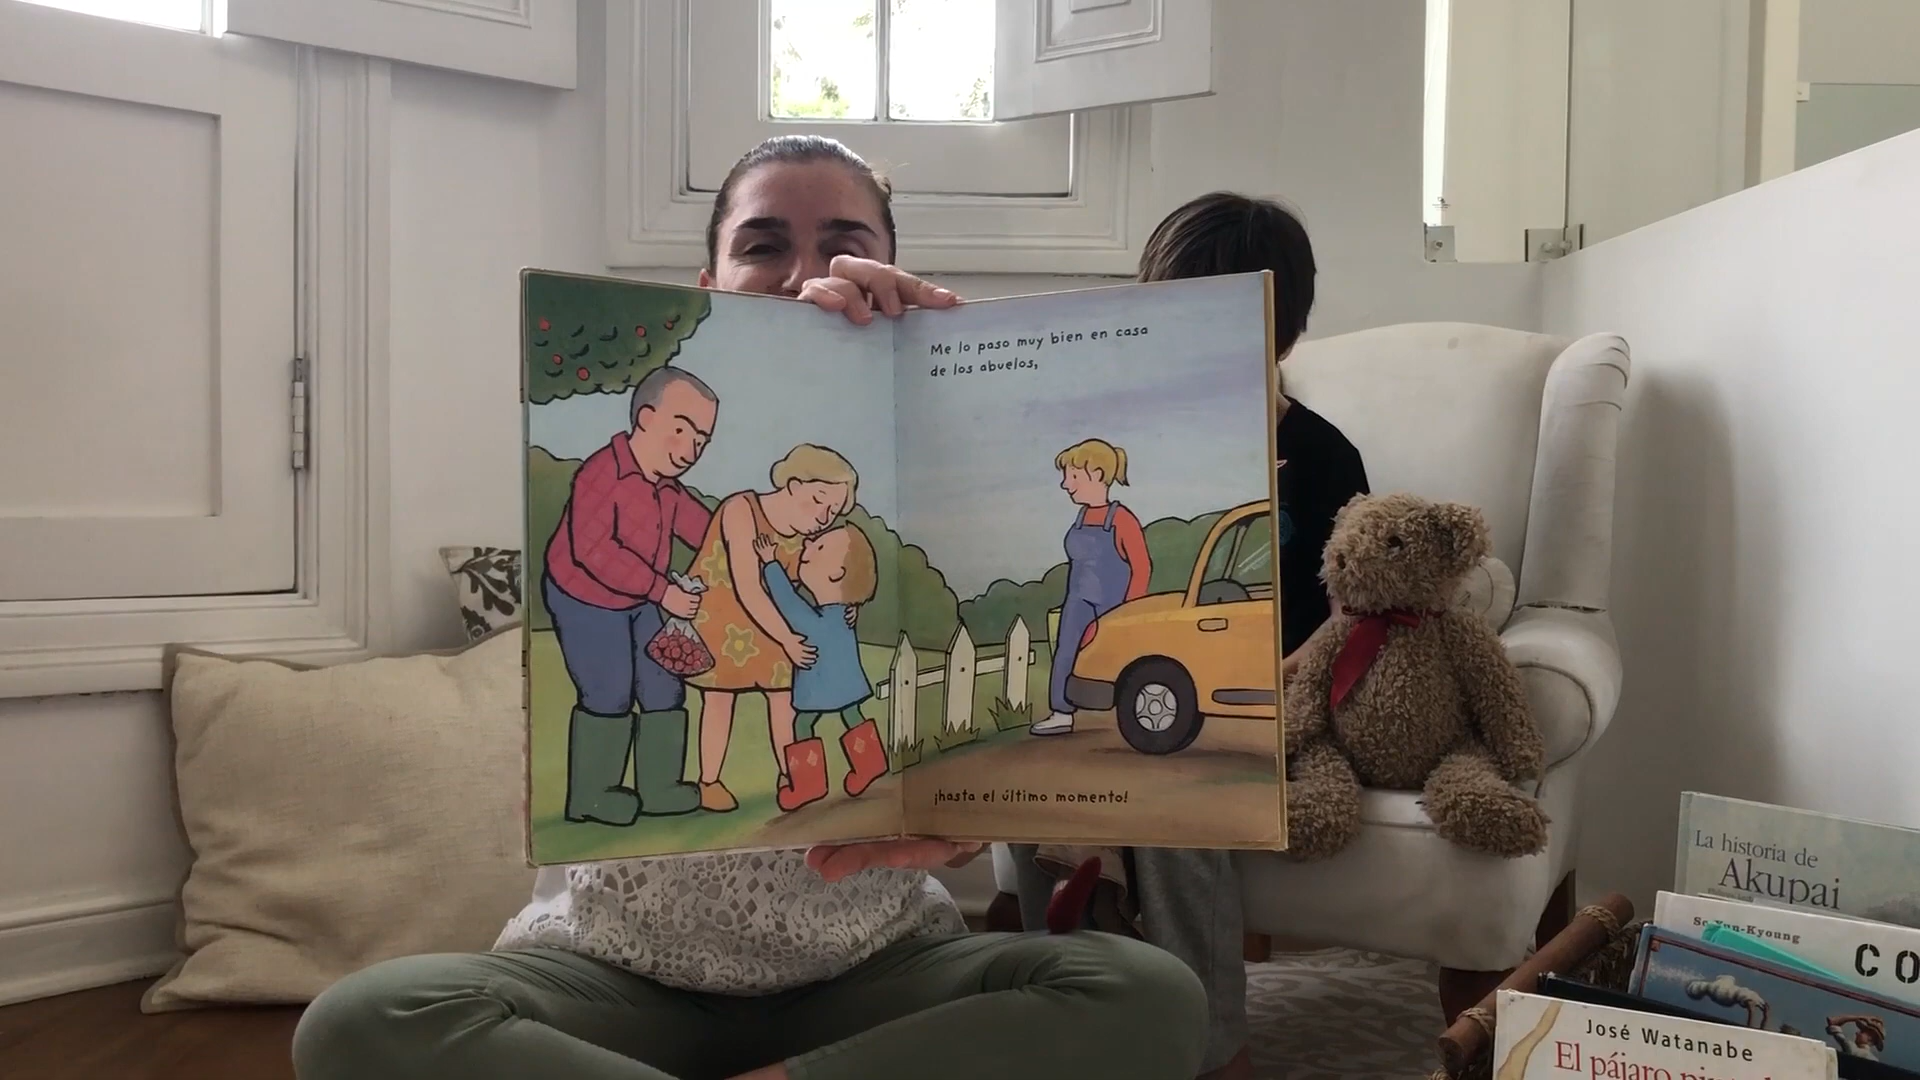 Me lo paso muy bien en casa
de los abuelos,
¡hasta el último momento!
La historia de
Akupai
José Watanabe
El pájaro